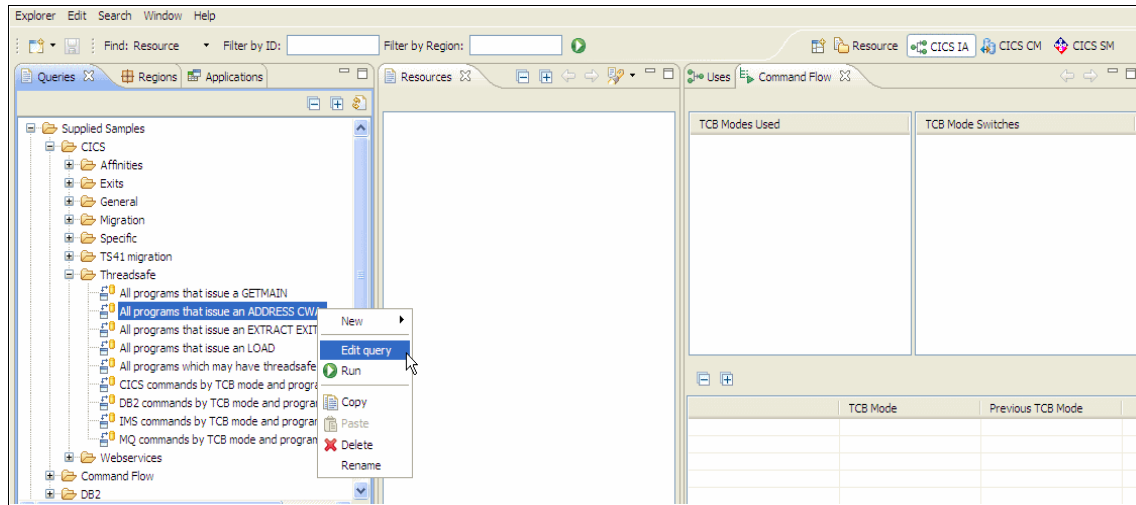 Explorer Edit Search Window Help
Find: Resource Filter by ID: Filter by Region: Resource CICS IA CICS CM CICS SM
Queries Regions Applications Resources Uses Command Flow
Supplied Samples
CICS
Affinities
Exits
General
Migration
Specific
TS41 migration
Threadsafe
All programs that issue a GETMAIN
All programs that issue an ADDRESS CWA
All programs that issue an EXTRACT EXIT
All programs that issue an LOAD
All programs which may have threadsafe
CICS commands by TCB mode and progra
DB2 commands by TCB mode and program
IMS commands by TCB mode and program
MQ commands by TCB mode and program
Webservices
Command Flow
DB2
New
Edit query
Run
Copy
Paste
Delete
Rename
TCB Modes Used TCB Mode Switches
TCB Mode Previous TCB Mode